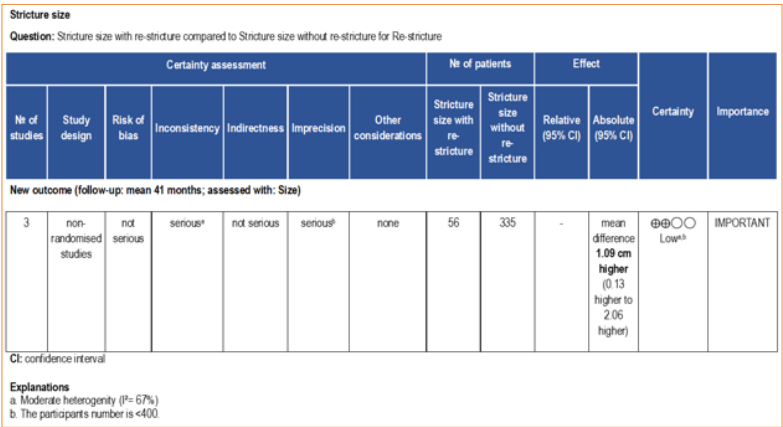 Stricture size
Question: Stricture size with re-stricture compared to Stricture size without re-stricture for Re-stricture
Certainty assessment
№ of patients
Effect
Certainty
Importance
№ of studies
Study design
Risk of bias
Inconsistency
Indirectness
Imprecision
Other considerations
Stricture size with re-stricture
Stricture size without re-stricture
Relative (95% CI)
Absolute (95% CI)
New outcome (follow-up: mean 41 months; assessed with: Size)
3
non-randomised studies
not serious
seriousᵃ
not serious
seriousᵇ
none
56
335
-
mean difference 1.09 cm higher (0.13 higher to 2.06 higher)
⊕⊕○○
Lowᵃ,ᵇ
IMPORTANT
CI: confidence interval
Explanations
a. Moderate heterogenity (I²= 67%)
b. The participants number is <400.